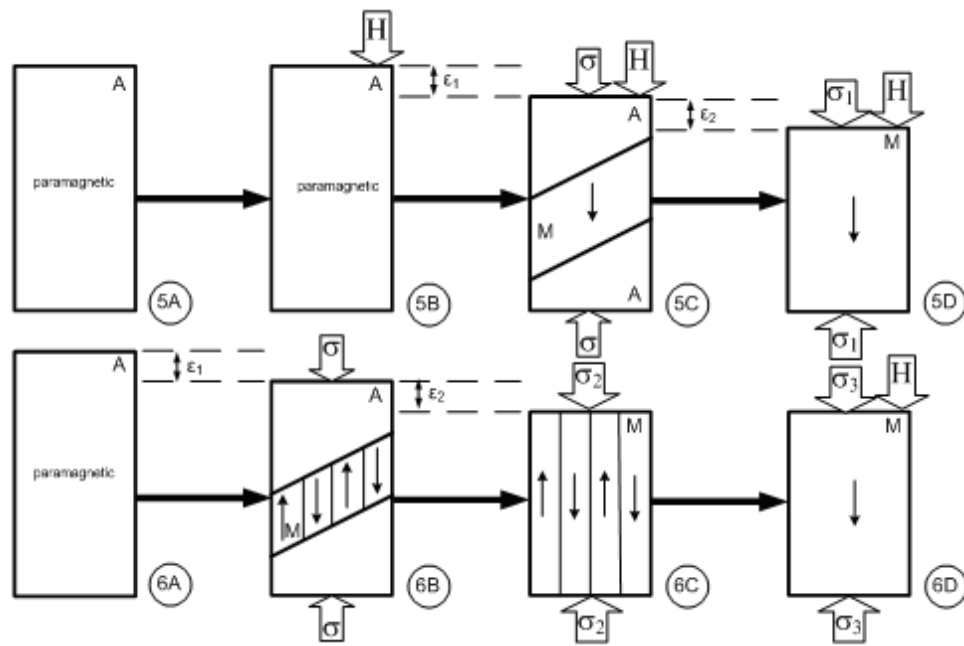 H
A
paramagnetic
5A
A
paramagnetic
5B
ε1
σ
H
A
M
A
σ
5C
ε2
σ1
H
M
σ1
5D
A
paramagnetic
6A
ε1
σ
A
M
σ
6B
ε2
σ2
M
σ2
6C
σ3
H
M
σ3
6D